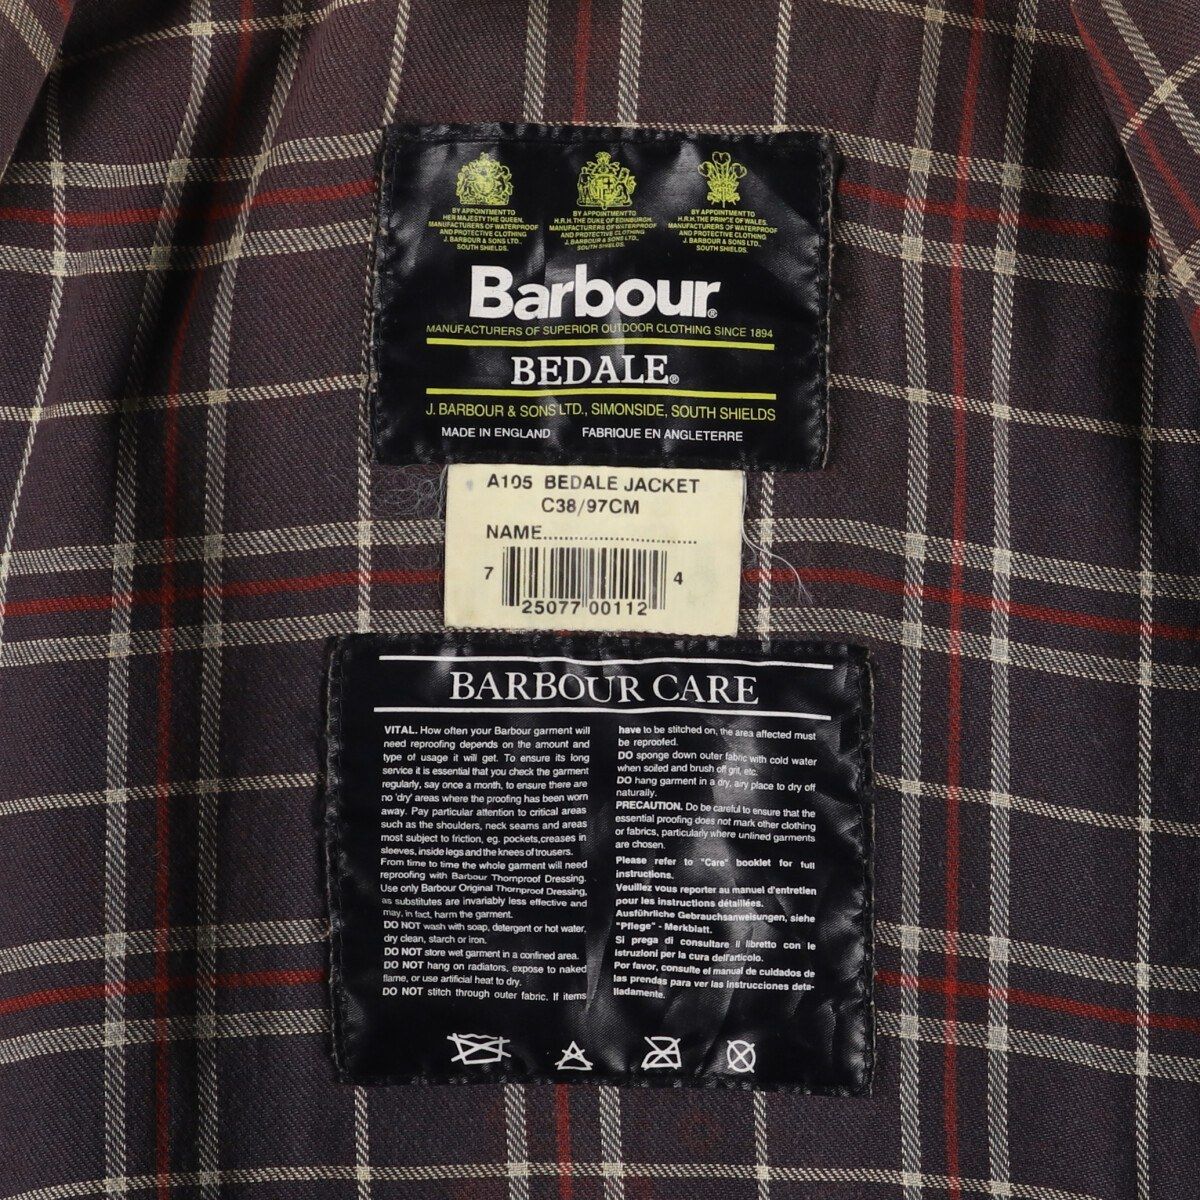 BY APPOINTMENT TO
HER MAJESTY THE QUEEN.
MANUFACTURERS OF WATERPROOF
AND PROTECTIVE CLOTHING
J. BARBOUR & SONS LTD.
SOUTH SHIELDS.
BY APPOINTMENT TO
H.R.H. THE DUKE OF EDINBURGH.
MANUFACTURERS OF WATERPROOF
AND PROTECTIVE CLOTHING
J. BARBOUR & SONS LTD.,
SOUTH SHIELDS.
BY APPOINTMENT TO
H.R.H. THE PRINCE OF WALES.
MANUFACTURERS OF WATERPROOF
AND PROTECTIVE CLOTHING
J. BARBOUR & SONS LTD.
SOUTH SHIELDS.
Barbour®
MANUFACTURERS OF SUPERIOR OUTDOOR CLOTHING SINCE 1894
BEDALE®
J. BARBOUR & SONS LTD., SIMONSIDE, SOUTH SHIELDS
MADE IN ENGLAND FABRIQUE EN ANGLETERRE
A105 BEDALE JACKET
C38/97CM
NAME..............................
7 25077 00112 4
BARBOUR CARE
VITAL. How often your Barbour garment will
need reproofing depends on the amount and
type of usage it will get. To ensure its long
service it is essential that you check the garment
regularly, say once a month, to ensure there are
no 'dry' areas where the proofing has been worn
away. Pay particular attention to critical areas
such as the shoulders, neck seams and areas
most subject to friction, eg. pockets,creases in
sleeves, inside legs and the knees of trousers.
From time to time the whole garment will need
reproofing with Barbour Thornproof Dressing.
Use only Barbour Original Thornproof Dressing,
as substitutes are invariably less effective and
may, in fact, harm the garment.
DO NOT wash with soap, detergent or hot water,
dry clean, starch or iron.
DO NOT store wet garment in a confined area.
DO NOT hang on radiators, expose to naked
flame, or use artificial heat to dry.
DO NOT stitch through outer fabric. If items
have to be stitched on, the area affected must
be reproofed.
DO sponge down outer fabric with cold water
when soiled and brush off grit, etc.
DO hang garment in a dry, airy place to dry off
naturally.
PRECAUTION. Do be careful to ensure that the
essential proofing does not mark other clothing
or fabrics, particularly where unlined garments
are chosen.
Please refer to "Care" booklet for full
instructions.
Veuillez vous reporter au manuel d'entretien
pour les instructions détaillées.
Ausführliche Gebrauchsanweisungen, siehe
"Pflege" - Merkblatt.
Si prega di consultare il libretto con le
istruzioni per la cura dell'articolo.
Por favor, consulte el manual de cuidados de
las prendas para ver las instrucciones deta-
lladamente.